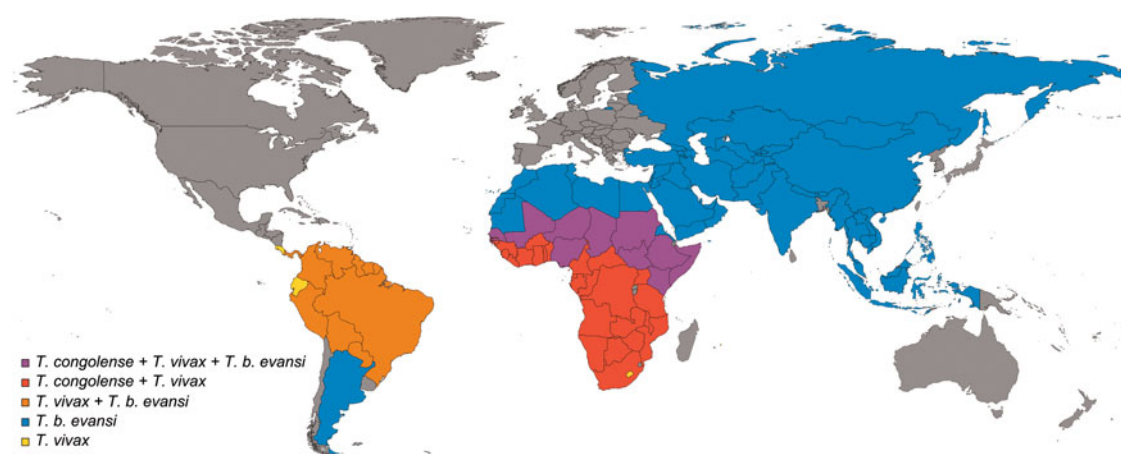 T. congolense + T. vivax + T. b. evansi
T. congolense + T. vivax
T. vivax + T. b. evansi
T. b. evansi
T. vivax